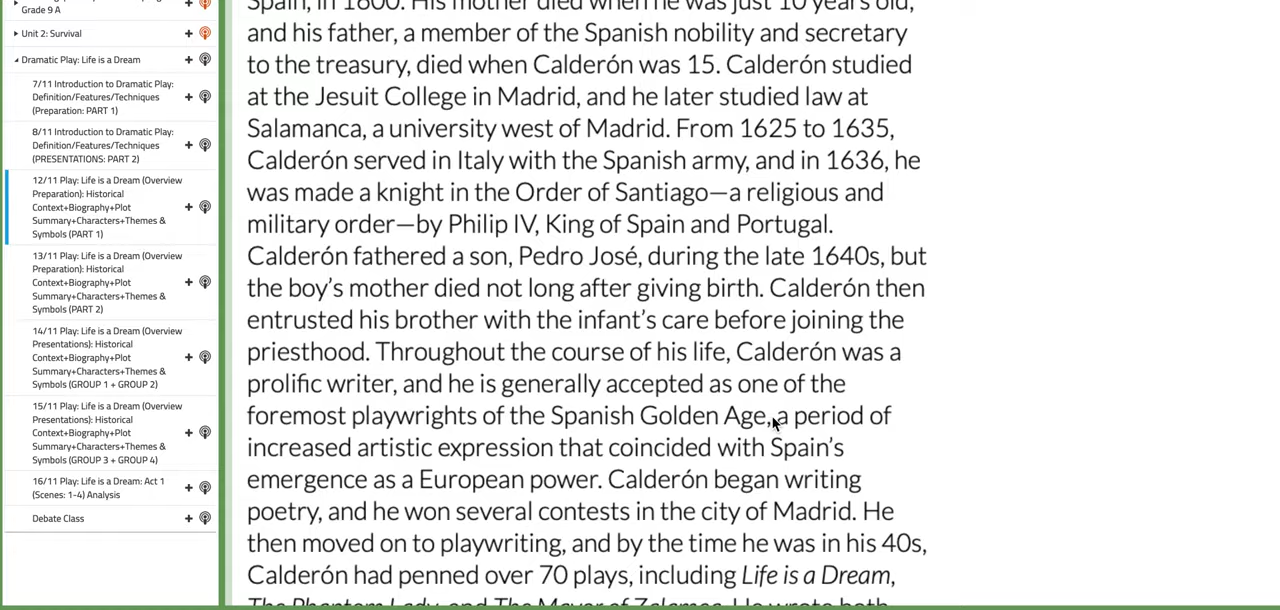 Grade 9 A
Unit 2: Survival
Dramatic Play: Life is a Dream
7/11 Introduction to Dramatic Play:
Definition/Features/Techniques
(Preparation: PART 1)
8/11 Introduction to Dramatic Play:
Definition/Features/Techniques
(PRESENTATIONS: PART 2)
12/11 Play: Life is a Dream (Overview
Preparation): Historical
Context+Biography+Plot
Summary+Characters+Themes &
Symbols (PART 1)
13/11 Play: Life is a Dream (Overview
Preparation): Historical
Context+Biography+Plot
Summary+Characters+Themes &
Symbols (PART 2)
14/11 Play: Life is a Dream (Overview
Presentations): Historical
Context+Biography+Plot
Summary+Characters+Themes &
Symbols (GROUP 1 + GROUP 2)
15/11 Play: Life is a Dream (Overview
Presentations): Historical
Context+Biography+Plot
Summary+Characters+Themes &
Symbols (GROUP 3 + GROUP 4)
16/11 Play: Life is a Dream: Act 1
(Scenes: 1-4) Analysis
Debate Class
Spain, in 1600. His mother died when he was just 10 years old,
and his father, a member of the Spanish nobility and secretary
to the treasury, died when Calderón was 15. Calderón studied
at the Jesuit College in Madrid, and he later studied law at
Salamanca, a university west of Madrid. From 1625 to 1635,
Calderón served in Italy with the Spanish army, and in 1636, he
was made a knight in the Order of Santiago—a religious and
military order—by Philip IV, King of Spain and Portugal.
Calderón fathered a son, Pedro José, during the late 1640s, but
the boy's mother died not long after giving birth. Calderón then
entrusted his brother with the infant's care before joining the
priesthood. Throughout the course of his life, Calderón was a
prolific writer, and he is generally accepted as one of the
foremost playwrights of the Spanish Golden Age, a period of
increased artistic expression that coincided with Spain's
emergence as a European power. Calderón began writing
poetry, and he won several contests in the city of Madrid. He
then moved on to playwriting, and by the time he was in his 40s,
Calderón had penned over 70 plays, including Life is a Dream,
The Phantom Lady, and The Mayor of Zalamea. He wrote both